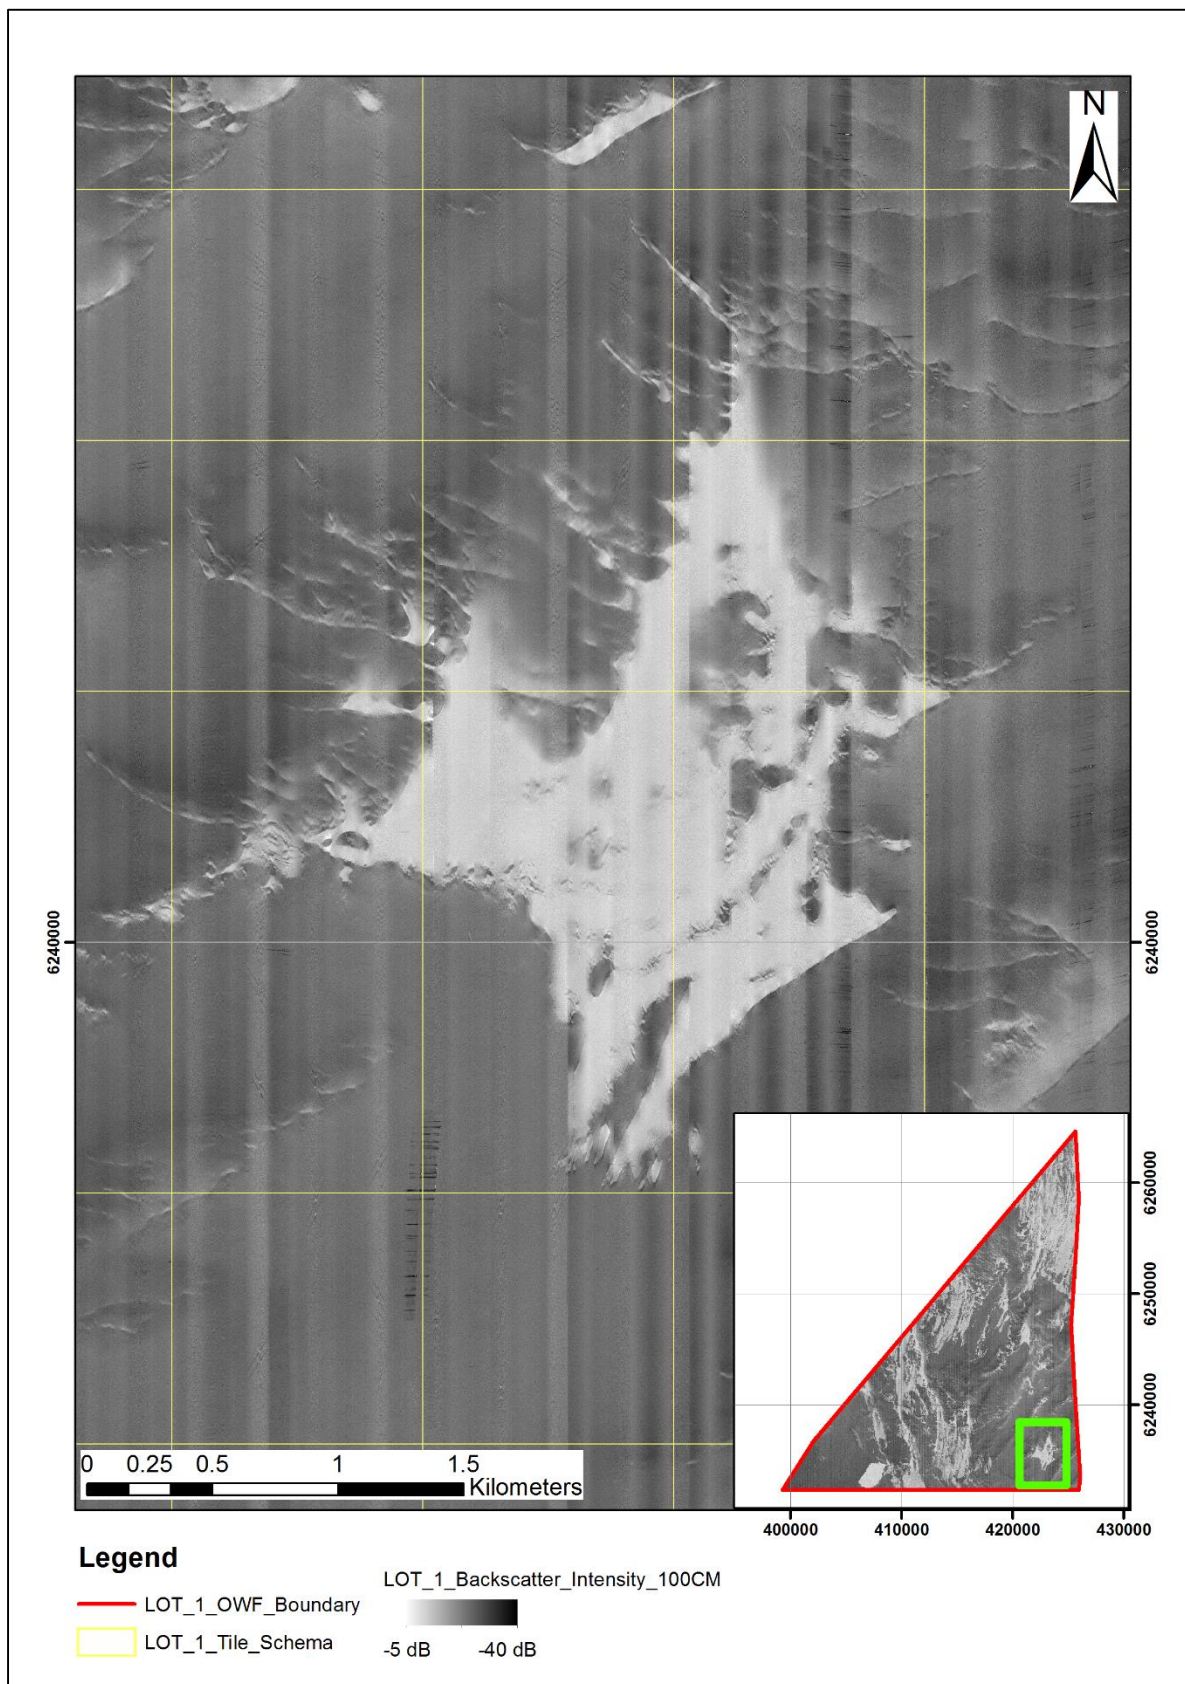 N
6240000
6240000
6260000
6250000
6240000
400000 410000 420000 430000
0 0.25 0.5 1 1.5
Kilometers
Legend
LOT_1_OWF_Boundary
LOT_1_Tile_Schema
LOT_1_Backscatter_Intensity_100CM
-5 dB -40 dB